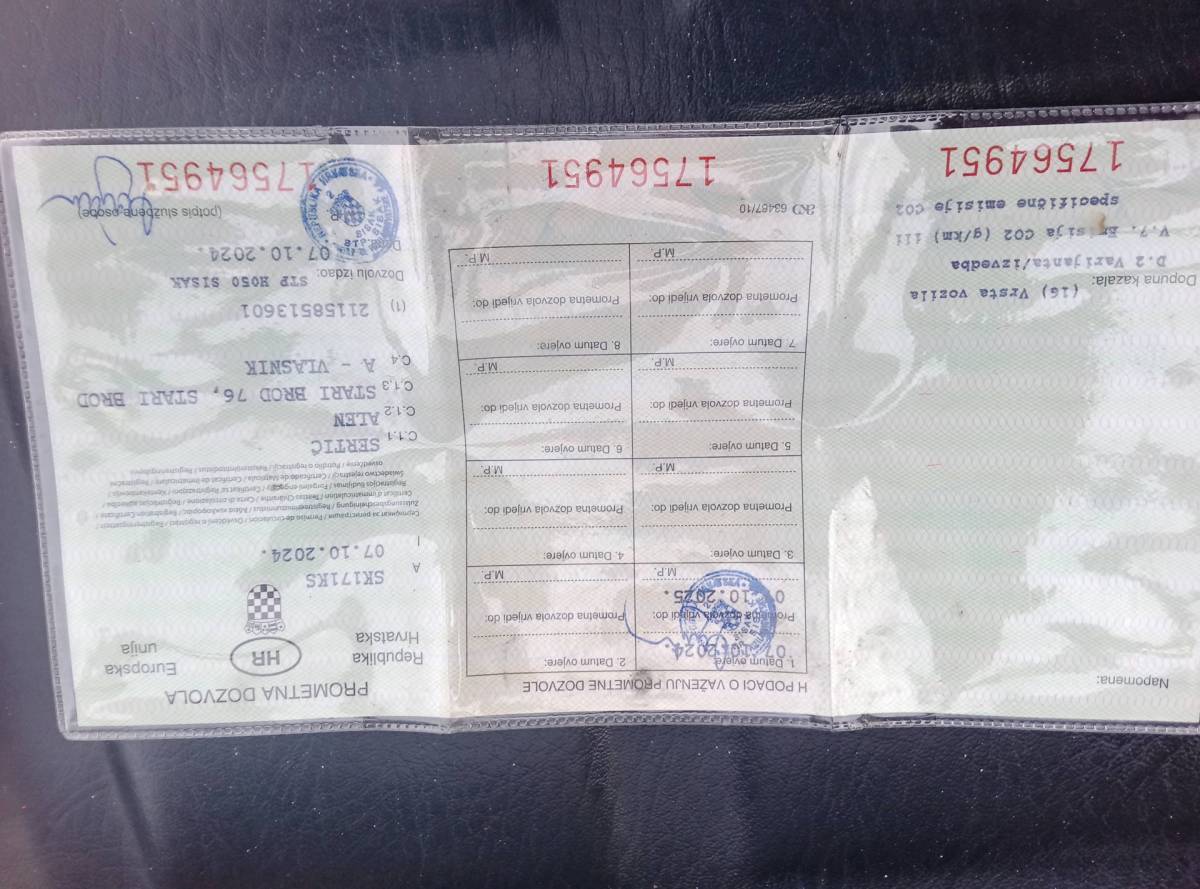 Napomena:
Dopuna kazala:
(16) Vrsta vozila
D.2 Varijanta/izvedba
V.7. Emisija CO2 (g/km) ili
specifične emisije CO2
17564951
H PODACI O VAŽENJU PROMETNE DOZVOLE
1. Datum ovjere:
07.10.2024.
Prometna dozvola vrijedi do:
07.10.2025.
M.P.
2. Datum ovjere:
Prometna dozvola vrijedi do:
M.P.
3. Datum ovjere:
Prometna dozvola vrijedi do:
M.P.
4. Datum ovjere:
Prometna dozvola vrijedi do:
M.P.
5. Datum ovjere:
Prometna dozvola vrijedi do:
M.P.
6. Datum ovjere:
Prometna dozvola vrijedi do:
M.P.
7. Datum ovjere:
Prometna dozvola vrijedi do:
M.P.
8. Datum ovjere:
Prometna dozvola vrijedi do:
M.P.
63467/10
17564951
PROMETNA DOZVOLA
Republika
Hrvatska
HR
Europska
unija
A SK171KS
I 07.10.2024.
C.1.1 SERTIĆ
C.1.2 ALEN
C.1.3 STARI BROD 76, STARI BROD
C.4 A - VLASNIK
(1) 21158513601
Dozvolu izdao: STP H050 SISAK
Dana 07.10.2024.
(potpis službene osobe)
17564951